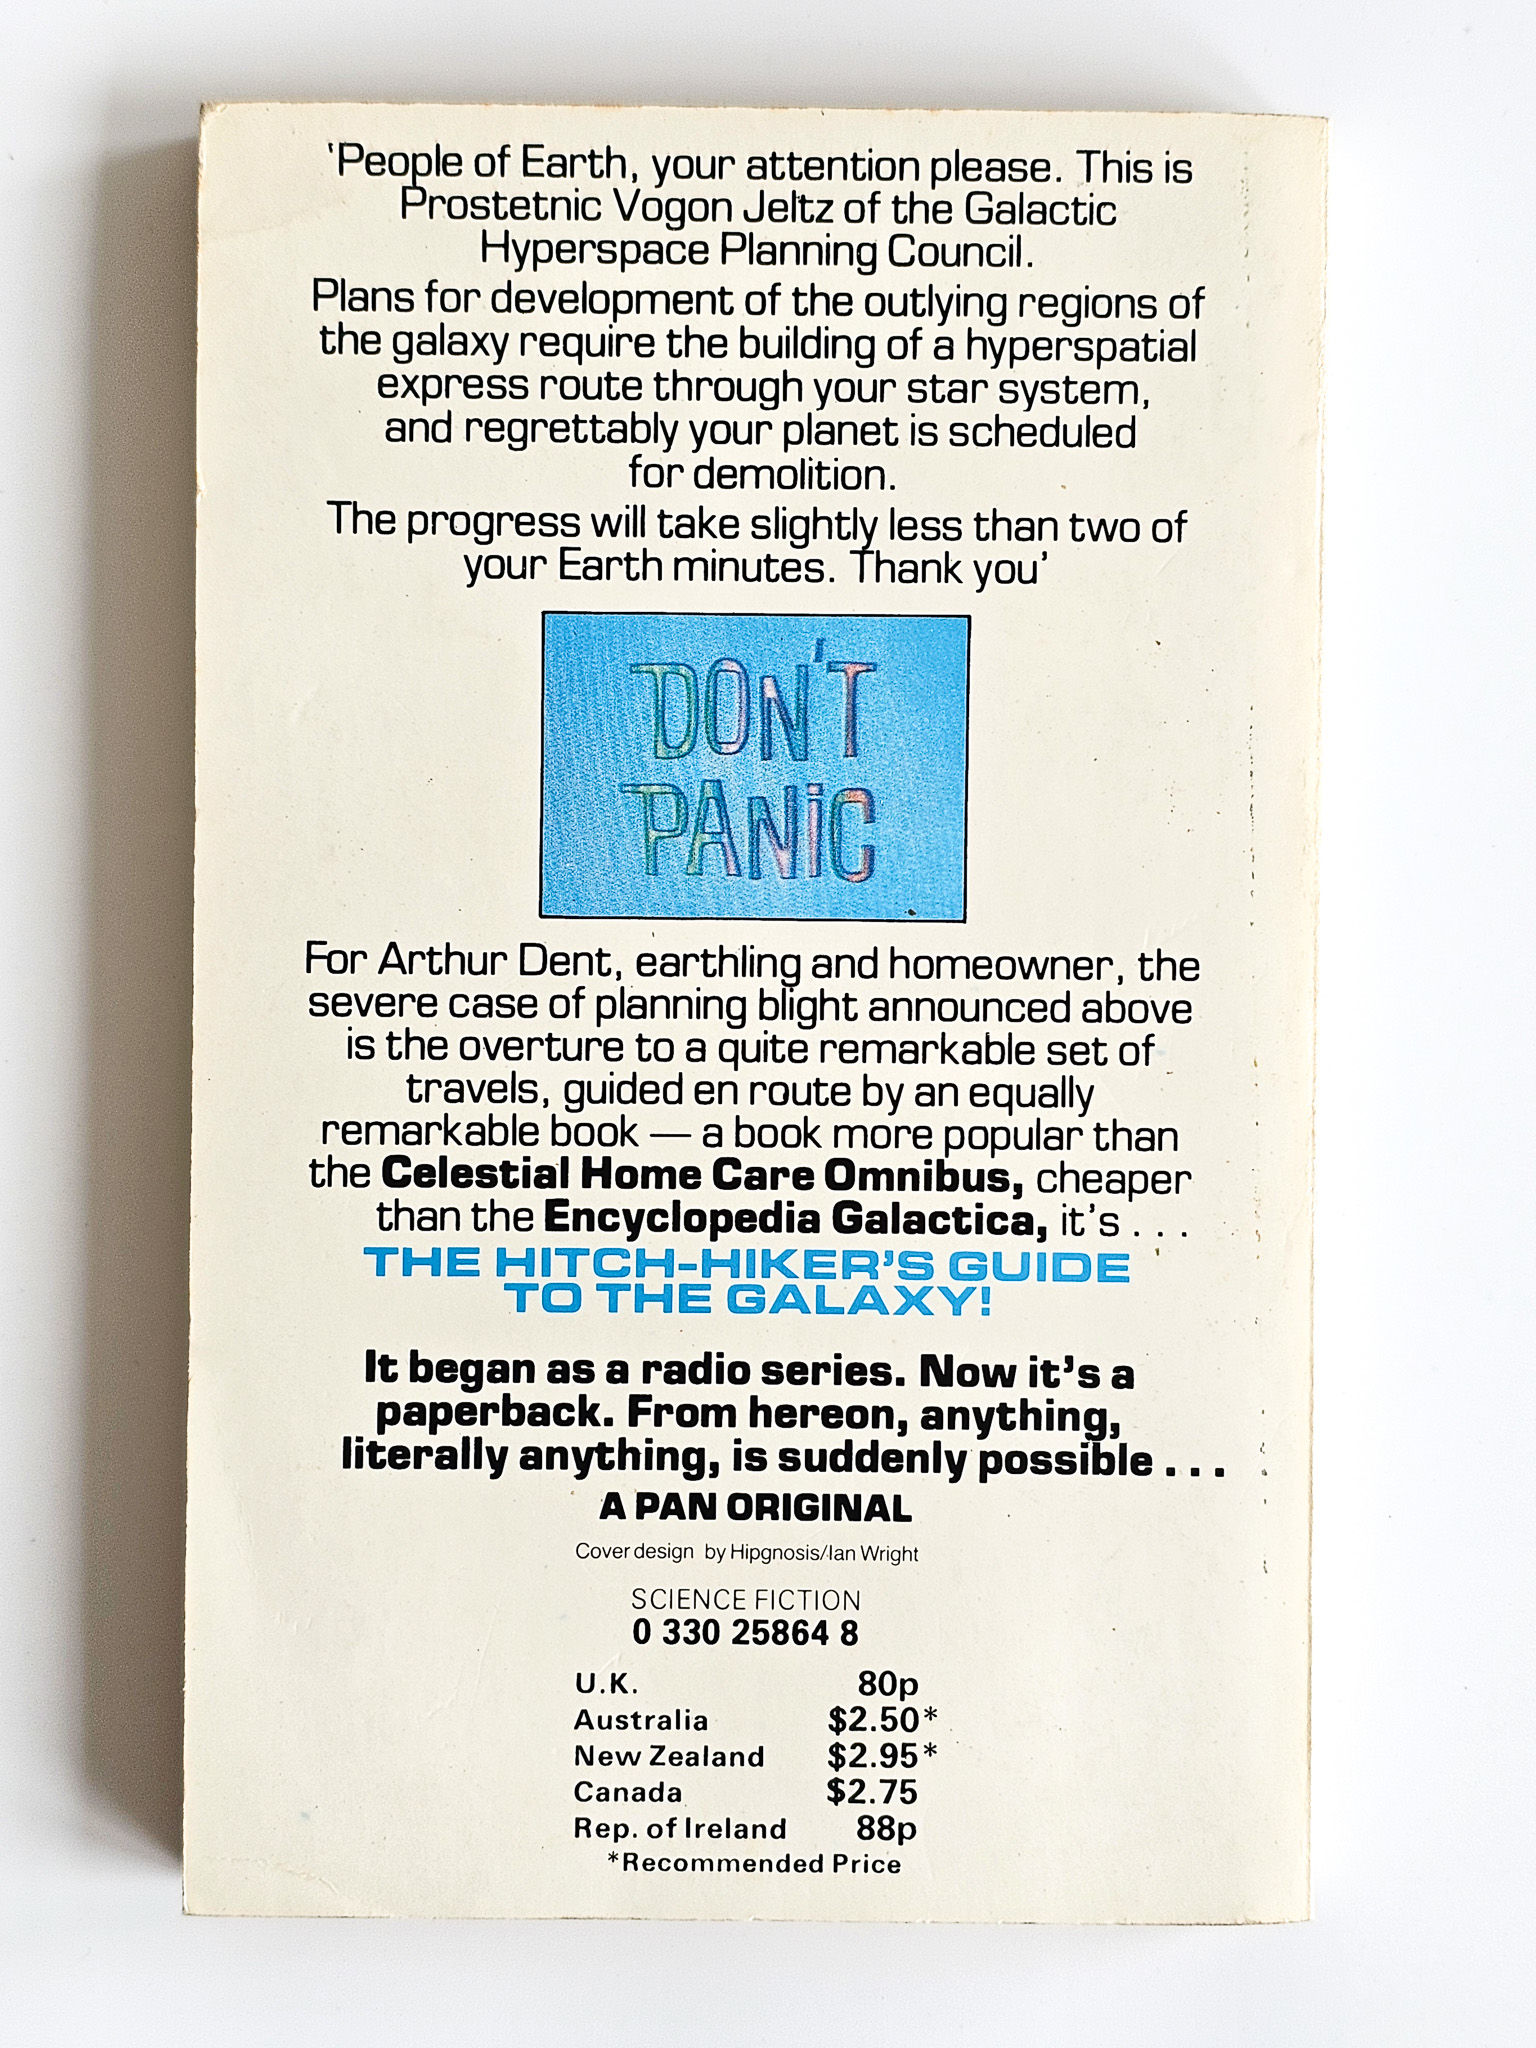 'People of Earth, your attention please. This is
Prostetnic Vogon Jeltz of the Galactic
Hyperspace Planning Council.
Plans for development of the outlying regions of
the galaxy require the building of a hyperspatial
express route through your star system,
and regrettably your planet is scheduled
for demolition.
The progress will take slightly less than two of
your Earth minutes. Thank you'
DON'T
PANiC
For Arthur Dent, earthling and homeowner, the
severe case of planning blight announced above
is the overture to a quite remarkable set of
travels, guided en route by an equally
remarkable book — a book more popular than
the Celestial Home Care Omnibus, cheaper
than the Encyclopedia Galactica, it's . . .
THE HITCH-HIKER'S GUIDE
TO THE GALAXY!
It began as a radio series. Now it's a
paperback. From hereon, anything,
literally anything, is suddenly possible . . .
A PAN ORIGINAL
Cover design by Hipgnosis/Ian Wright
SCIENCE FICTION
0 330 25864 8
U.K. 80p
Australia $2.50*
New Zealand $2.95*
Canada $2.75
Rep. of Ireland 88p
*Recommended Price